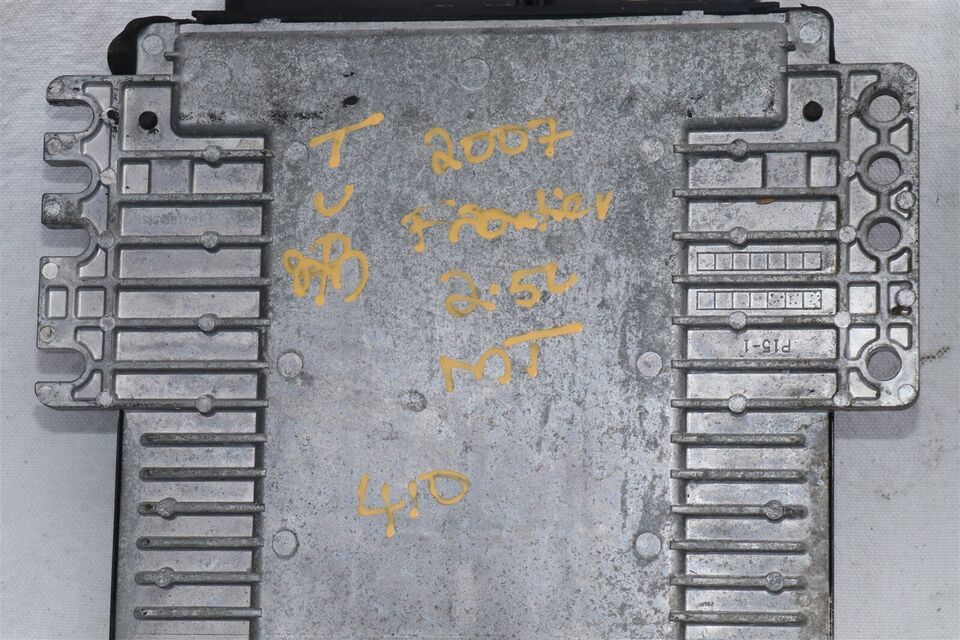 T 2007
U Frontier
2.5L
MT
4.0
P15-1